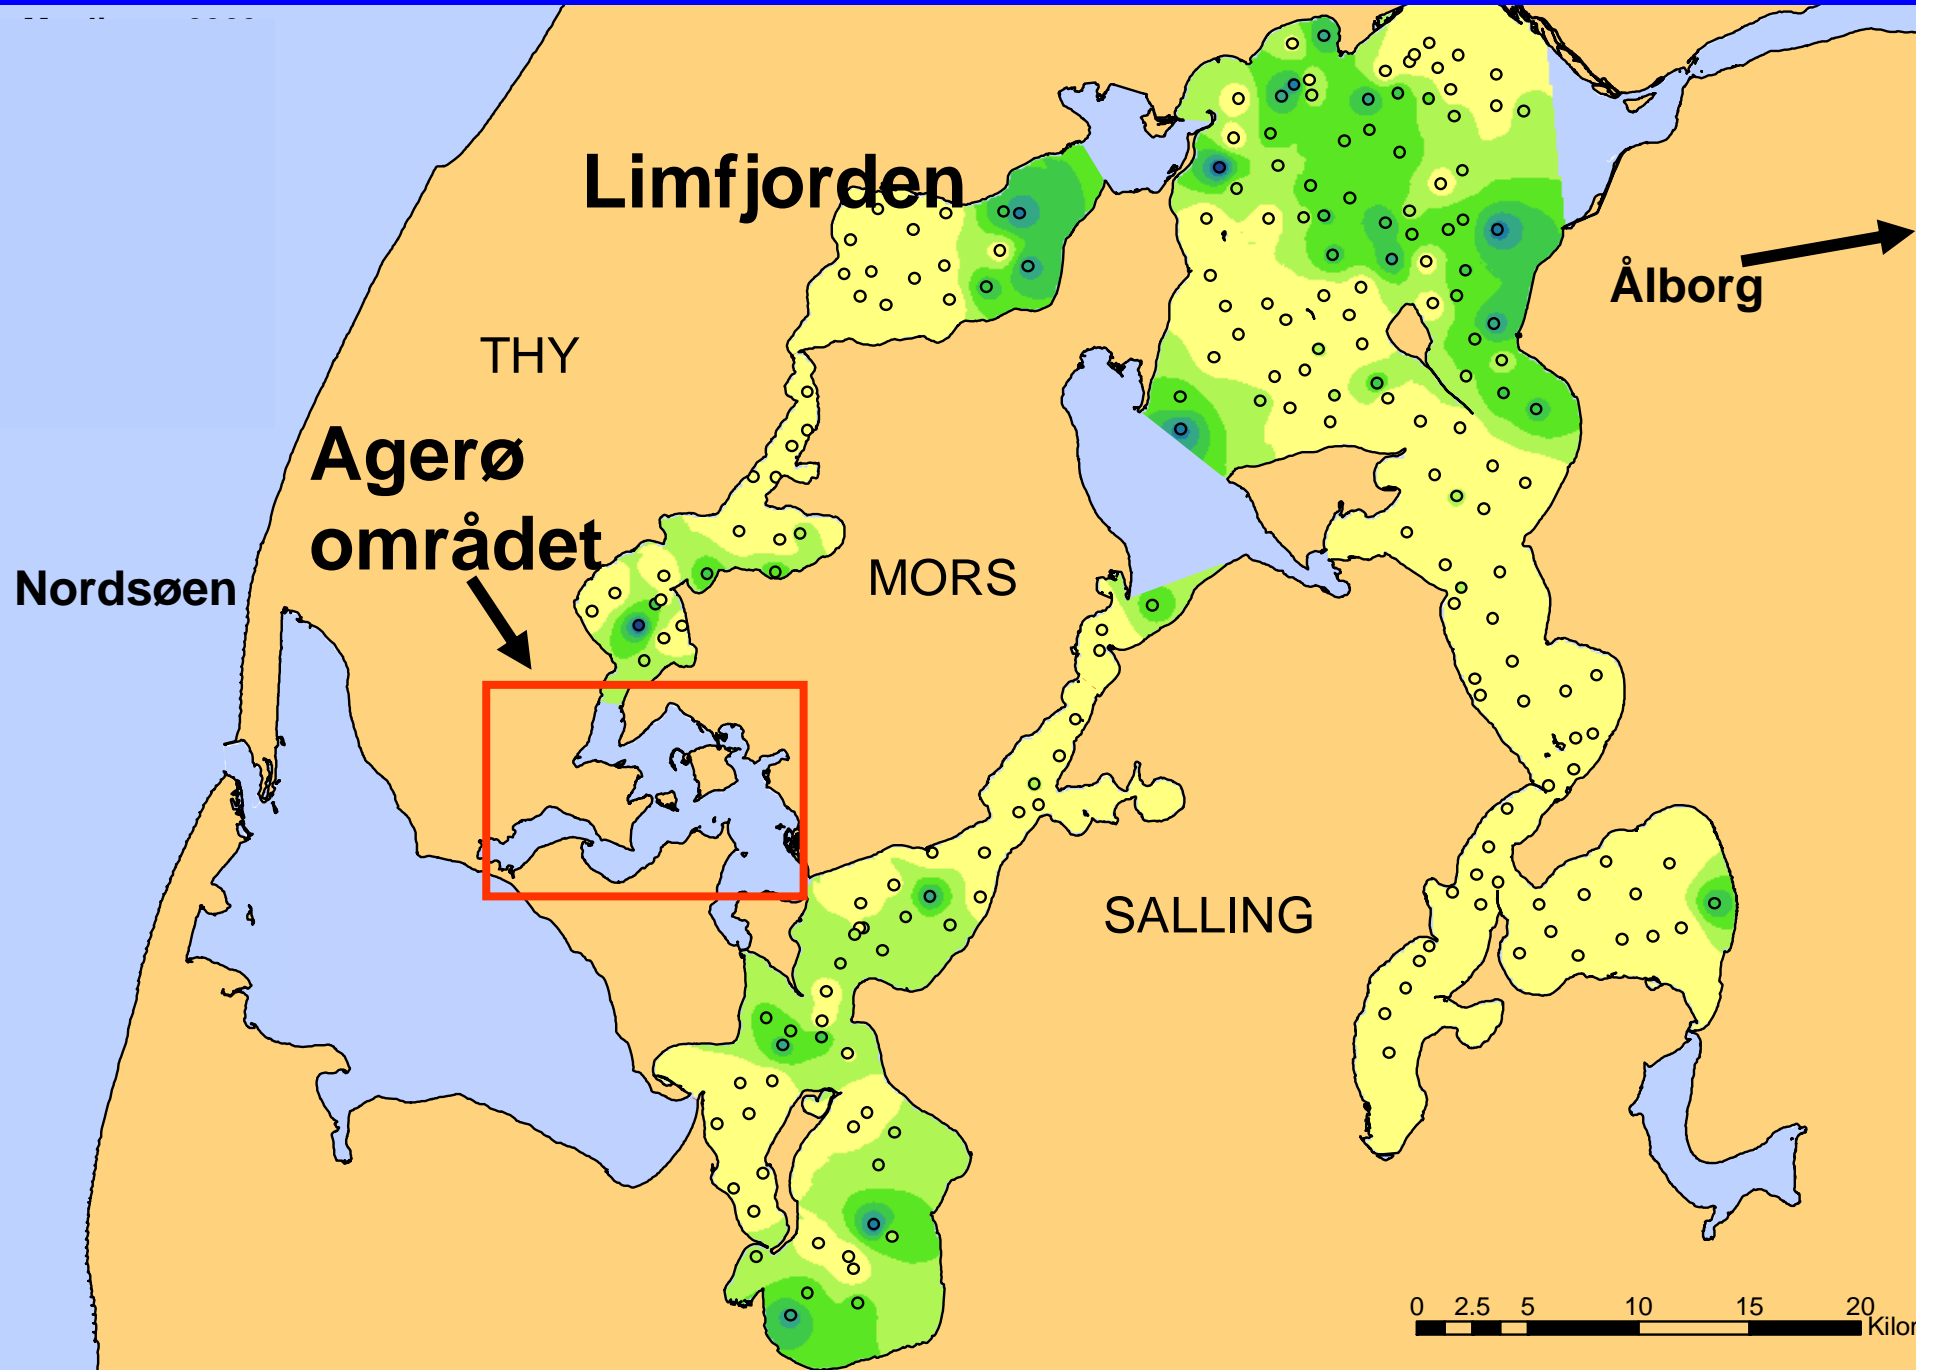 Limfjorden
Ålborg
THY
Agerø
området
Nordsøen
MORS
SALLING
0 2.5 5 10 15 20
Kilor